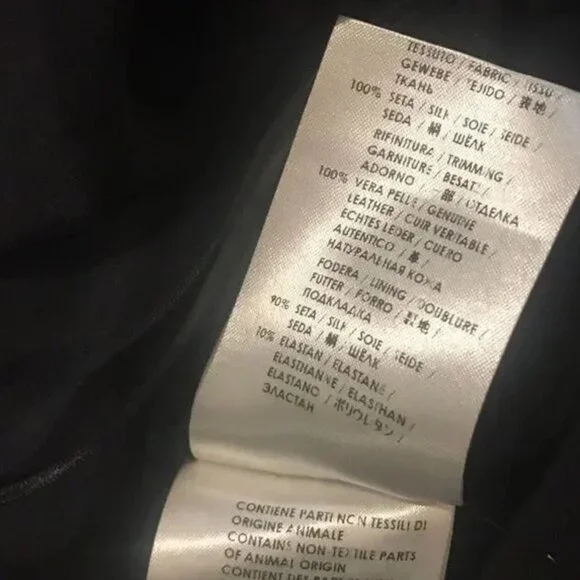 TESSUTO / FABRIC / TISSU /
GEWEBE / TEJIDO / 表地 /
ТКАНЬ
100% SETA / SILK / SOIE / SEIDE /
SEDA / 絹 / ШЁЛК
RIFINITURA / TRIMMING /
GARNITURE / BESATZ /
ADORNO / 部 / ОТДЕЛКА
100% VERA PELLE / GENUINE
LEATHER / CUIR VERITABLE /
ECHTES LEDER / CUERO
AUTENTICO / 革 /
НАТУРАЛЬНАЯ КОЖА
FODERA / LINING / DOUBLURE /
FUTTER / FORRO / 裏地 /
ПОДКЛАДКА
90% SETA / SILK / SOIE / SEIDE /
SEDA / 絹 / ШЁЛК
10% ELASTAN / ELASTANE /
ELASTHANNE / ELASTHAN /
ELASTANO / ポリウレタン /
ЭЛАСТАН
CONTIENE PARTI NON TESSILI DI
ORIGINE ANIMALE
CONTAINS NON-TEXTILE PARTS
OF ANIMAL ORIGIN
CONTIENT DES PARTIES